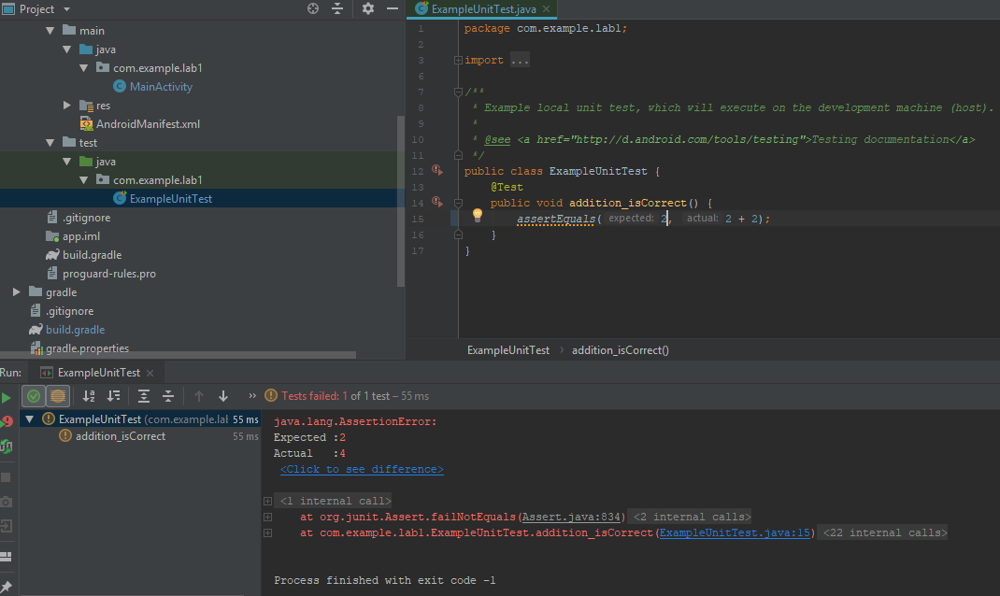 Project
main
java
com.example.lab1
MainActivity
res
AndroidManifest.xml
test
java
com.example.lab1
ExampleUnitTest
.gitignore
app.iml
build.gradle
proguard-rules.pro
gradle
.gitignore
build.gradle
gradle.properties
ExampleUnitTest.java
1 package com.example.lab1;
2
3 import ...
6
7 /**
8 * Example local unit test, which will execute on the development machine (host).
9 *
10 * @see <a href="http://d.android.com/tools/testing">Testing documentation</a>
11 */
12 public class ExampleUnitTest {
13 @Test
14 public void addition_isCorrect() {
15 assertEquals( expected: 2, actual: 2 + 2);
16 }
17 }
ExampleUnitTest › addition_isCorrect()
Run: ExampleUnitTest
» Tests failed: 1 of 1 test – 55 ms
ExampleUnitTest (com.example.lab 55 ms
addition_isCorrect 55 ms
java.lang.AssertionError:
Expected :2
Actual :4
<Click to see difference>
<1 internal call>
at org.junit.Assert.failNotEquals(Assert.java:834) <2 internal calls>
at com.example.lab1.ExampleUnitTest.addition_isCorrect(ExampleUnitTest.java:15) <22 internal calls>
Process finished with exit code -1